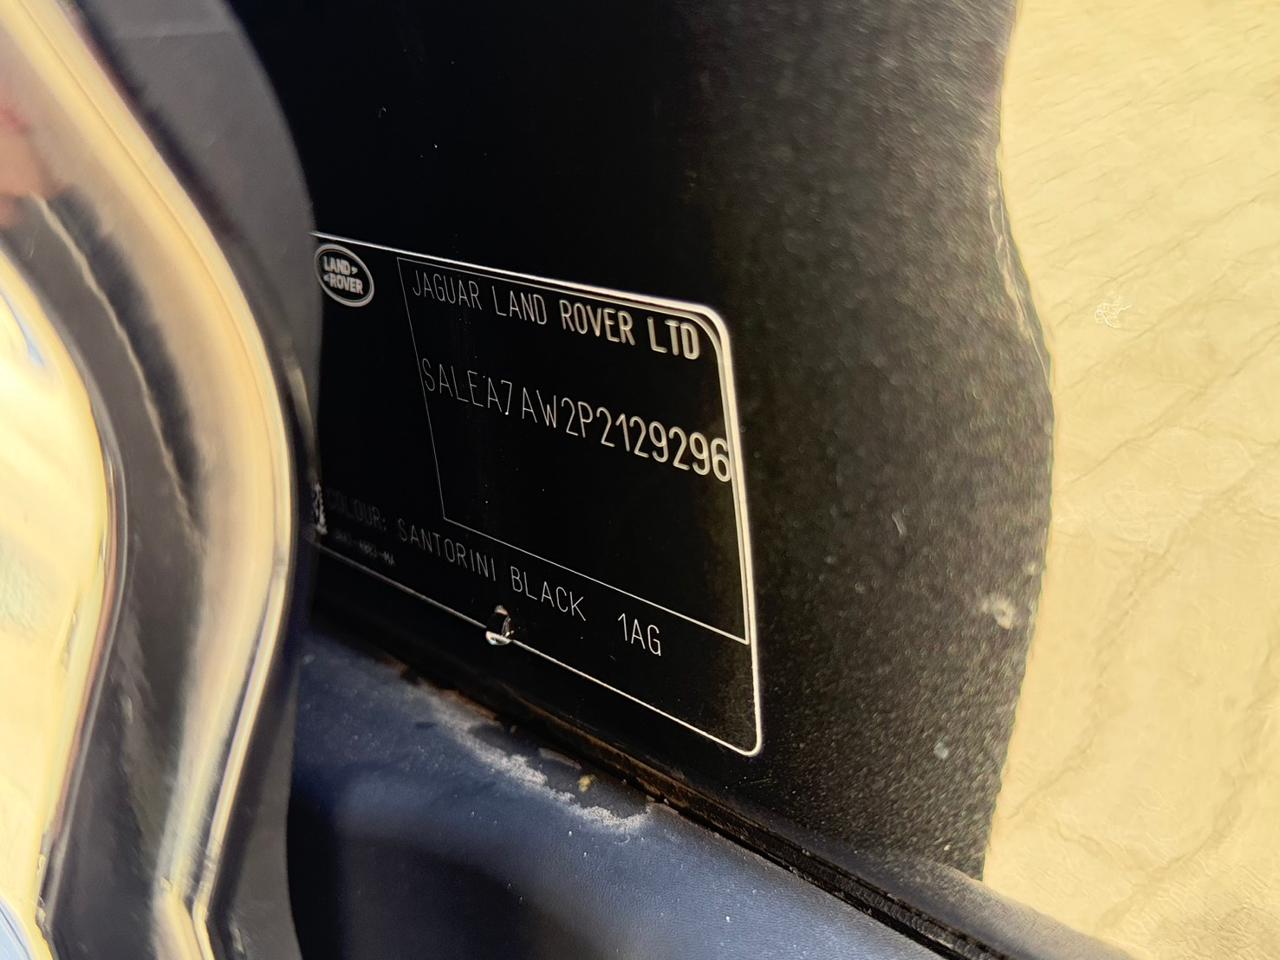 LAND ROVER
JAGUAR LAND ROVER LTD
SALEA7AW2P2129296
COLOUR: SANTORINI BLACK 1AG